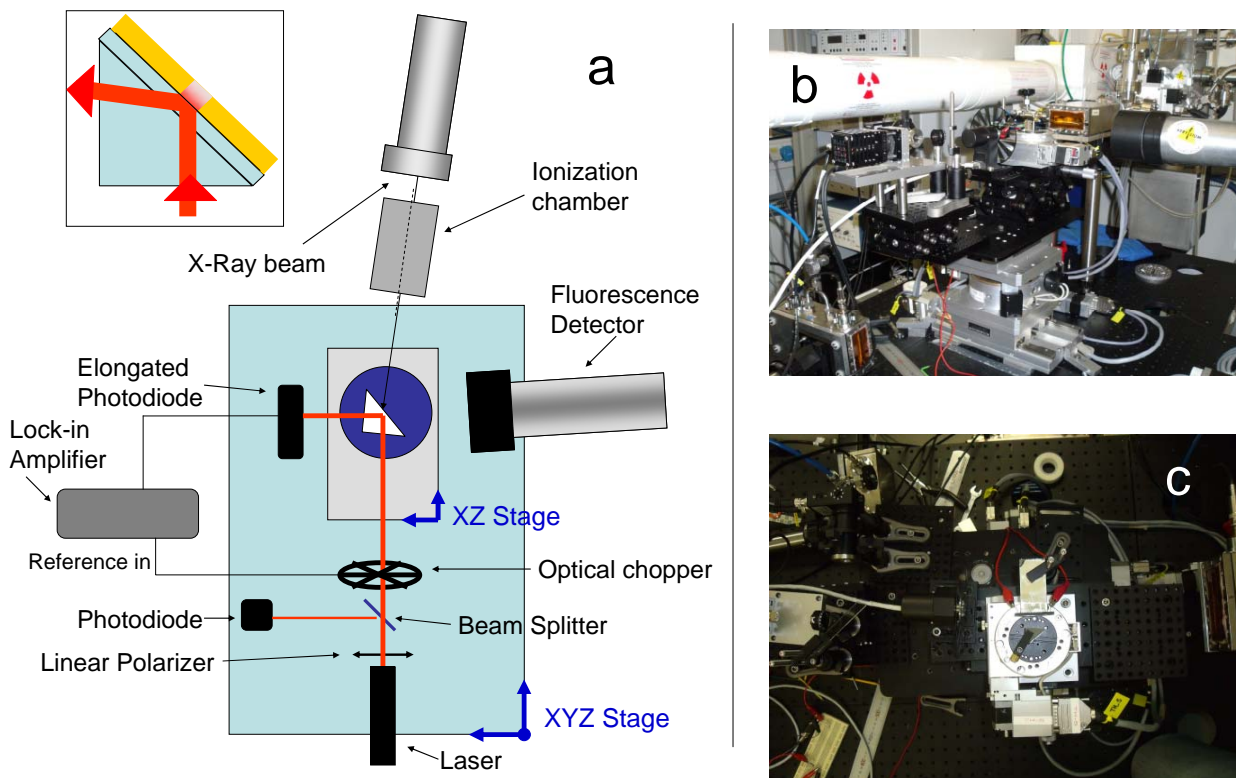 a
Ionization
chamber
X-Ray beam
Fluorescence
Detector
Elongated
Photodiode
Lock-in
Amplifier
XZ Stage
Reference in
Optical chopper
Photodiode
Beam Splitter
Linear Polarizer
XYZ Stage
Laser
b
c